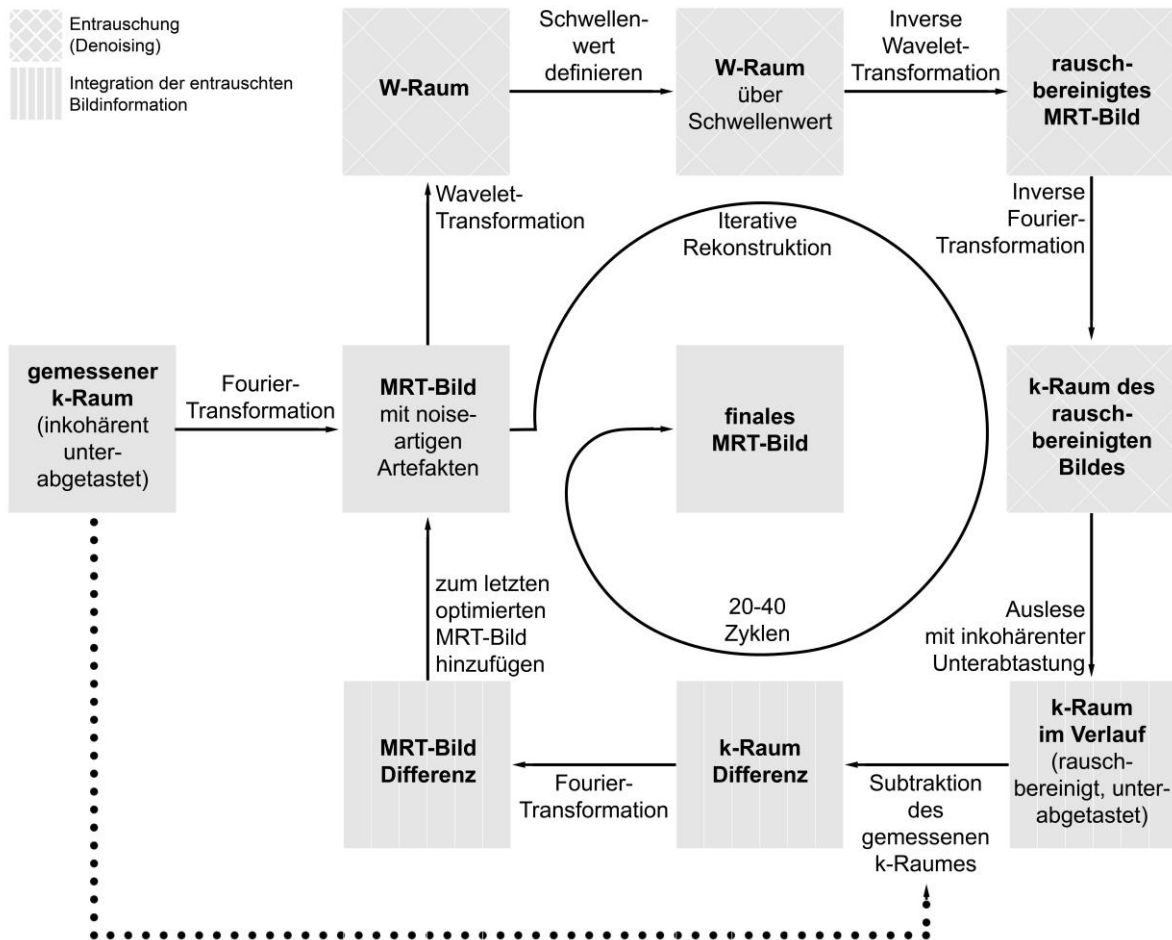 Entrauschung
(Denoising)
Integration der entrauschten
Bildinformation
W-Raum
Schwellen-
wert
definieren
W-Raum
über
Schwellenwert
Inverse
Wavelet-
Transformation
rausch-
bereinigtes
MRT-Bild
Wavelet-
Transformation
Iterative
Rekonstruktion
Inverse
Fourier-
Transformation
gemessener
k-Raum
(inkohärent
unter-
abgetastet)
Fourier-
Transformation
MRT-Bild
mit noise-
artigen
Artefakten
finales
MRT-Bild
k-Raum des
rausch-
bereinigten
Bildes
zum letzten
optimierten
MRT-Bild
hinzufügen
20-40
Zyklen
Auslese
mit inkohärenter
Unterabtastung
MRT-Bild
Differenz
Fourier-
Transformation
k-Raum
Differenz
Subtraktion
des
gemessenen
k-Raumes
k-Raum
im Verlauf
(rausch-
bereinigt, unter-
abgetastet)